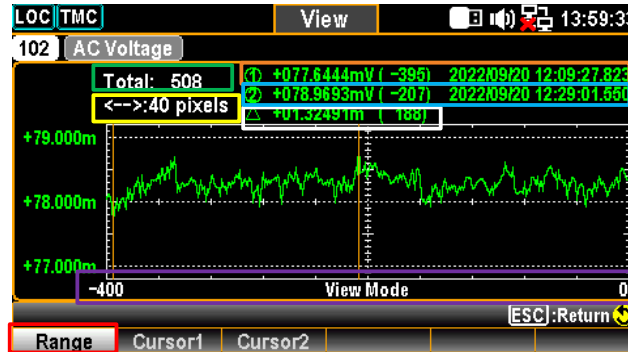 LOC TMC View 13:59:33
102 AC Voltage
Total: 508
<-->:40 pixels
① +077.6444mV ( -395) 2022/09/20 12:09:27.823
② +078.9693mV ( -207) 2022/09/20 12:29:01.550
△ +01.32491m ( 188)
+79.000m
+78.000m
+77.000m
-400 View Mode 0
ESC :Return
Range Cursor1 Cursor2